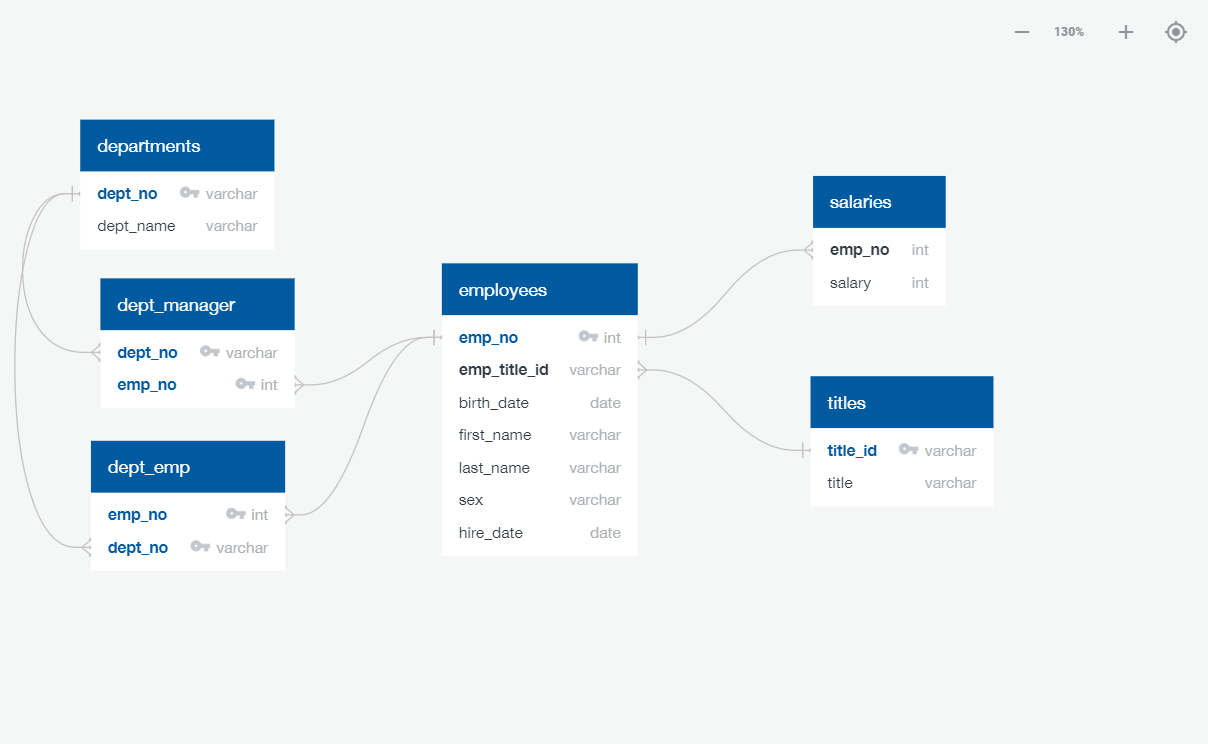 130%
departments
dept_no varchar
dept_name varchar
dept_manager
dept_no varchar
emp_no int
dept_emp
emp_no int
dept_no varchar
employees
emp_no int
emp_title_id varchar
birth_date date
first_name varchar
last_name varchar
sex varchar
hire_date date
salaries
emp_no int
salary int
titles
title_id varchar
title varchar